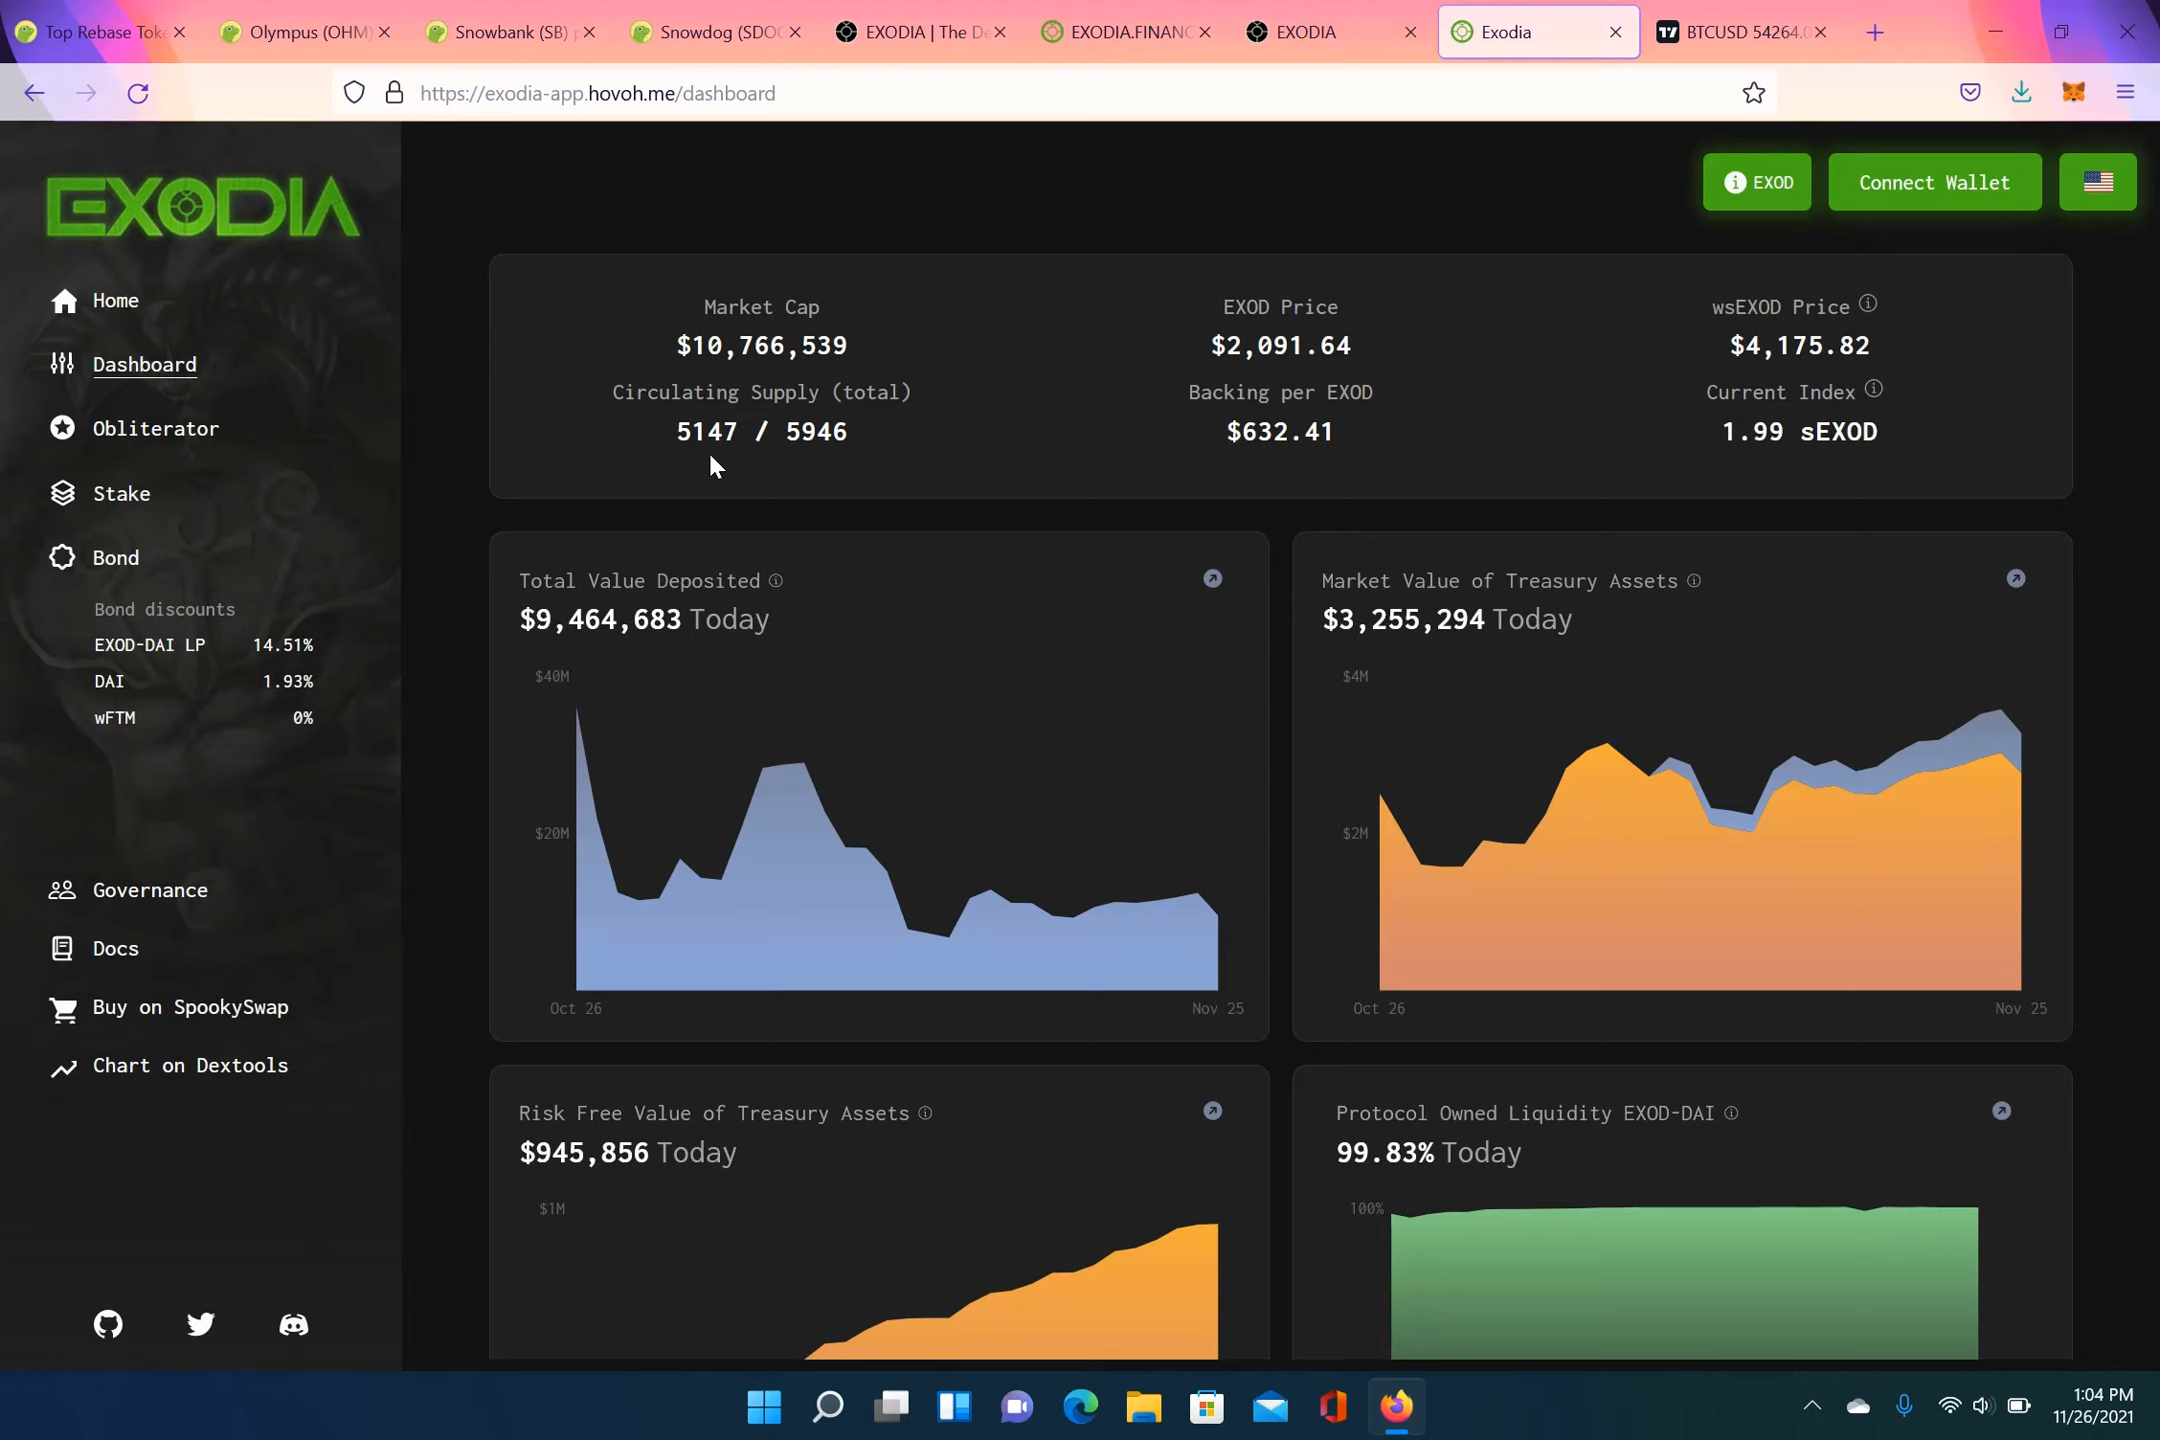 Top Rebase Toke
Olympus (OHM)
Snowbank (SB) p
Snowdog (SDOG
EXODIA | The De
EXODIA.FINANC
EXODIA
Exodia
BTCUSD 54264.0
https://exodia-app.hovoh.me/dashboard
EXODIA
EXOD
Connect Wallet
Home
Dashboard
Obliterator
Stake
Bond
Bond discounts
EXOD-DAI LP 14.51%
DAI 1.93%
wFTM 0%
Governance
Docs
Buy on SpookySwap
Chart on Dextools
Market Cap
$10,766,539
EXOD Price
$2,091.64
wsEXOD Price
$4,175.82
Circulating Supply (total)
5147 / 5946
Backing per EXOD
$632.41
Current Index
1.99 sEXOD
Total Value Deposited
$9,464,683 Today
$40M
$20M
Oct 26
Nov 25
Market Value of Treasury Assets
$3,255,294 Today
$4M
$2M
Oct 26
Nov 25
Risk Free Value of Treasury Assets
$945,856 Today
$1M
Protocol Owned Liquidity EXOD-DAI
99.83% Today
100%
1:04 PM
11/26/2021